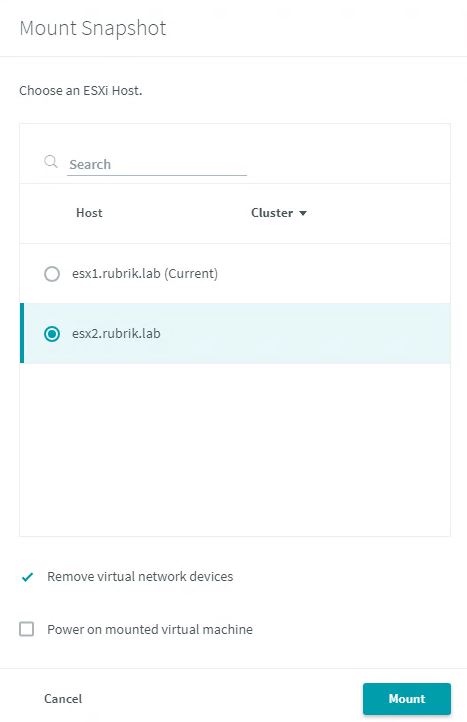 Mount Snapshot
Choose an ESXi Host.
Search
Host Cluster
esx1.rubrik.lab (Current)
esx2.rubrik.lab
Remove virtual network devices
Power on mounted virtual machine
Cancel Mount